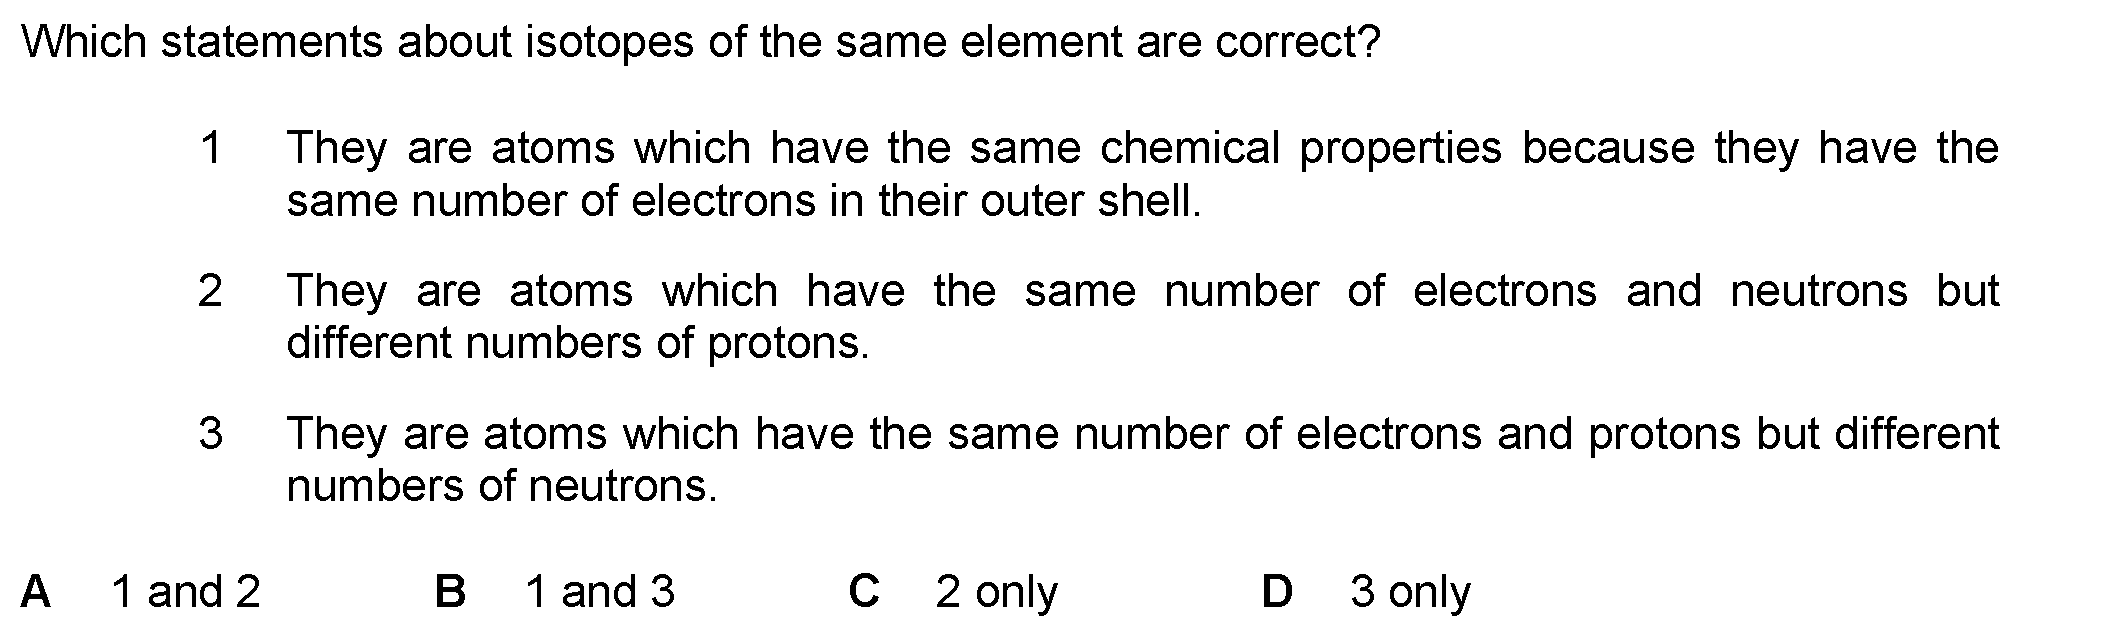 Which statements about isotopes of the same element are correct?
1 They are atoms which have the same chemical properties because they have the
same number of electrons in their outer shell.
2 They are atoms which have the same number of electrons and neutrons but
different numbers of protons.
3 They are atoms which have the same number of electrons and protons but different
numbers of neutrons.
A 1 and 2 B 1 and 3 C 2 only D 3 only